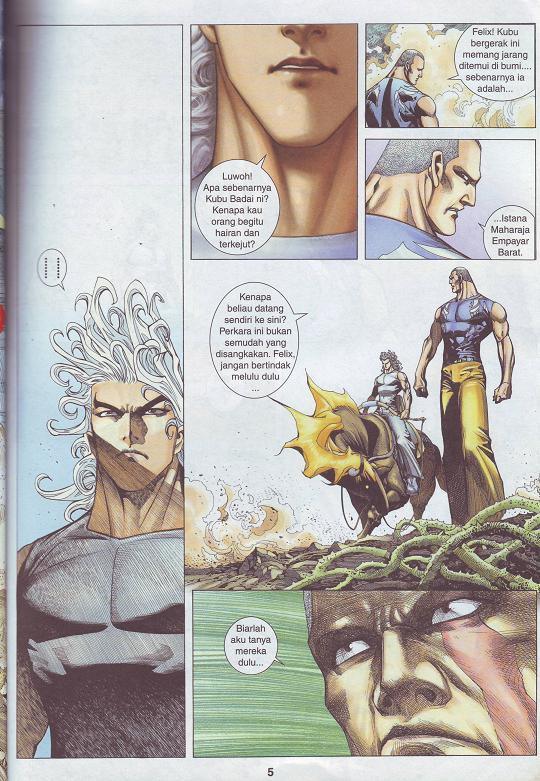 .......
Luwoh!
Apa sebenarnya
Kubu Badai ni?
Kenapa kau
orang begitu
hairan dan
terkejut?
Felix! Kubu
bergerak ini
memang jarang
ditemui di bumi....
sebenarnya ia
adalah...
...Istana
Maharaja
Empayar
Barat.
Kenapa
beliau datang
sendiri ke sini?
Perkara ini bukan
semudah yang
disangkakan. Felix,
jangan bertindak
melulu dulu
...
Biarlah
aku tanya
mereka
dulu...
5